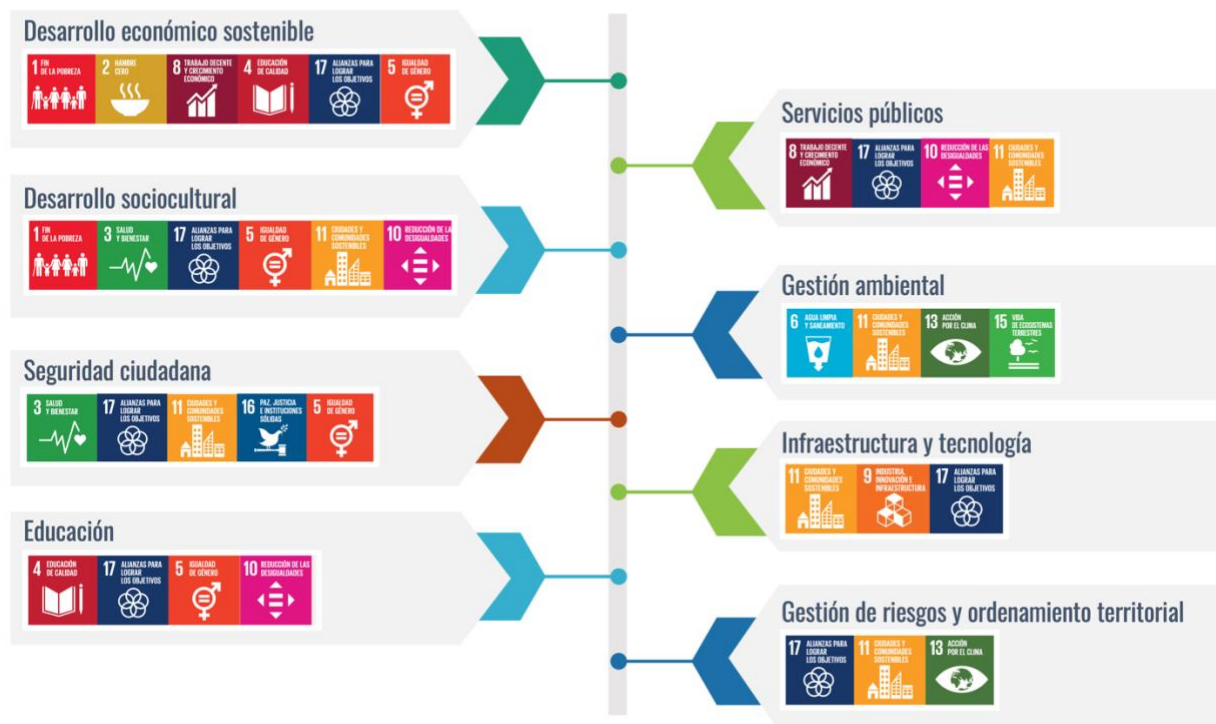 Desarrollo económico sostenible
1 FIN
DE LA POBREZA
2 HAMBRE
CERO
8 TRABAJO DECENTE
Y CRECIMIENTO
ECONÓMICO
4 EDUCACIÓN
DE CALIDAD
17 ALIANZAS PARA
LOGRAR
LOS OBJETIVOS
5 IGUALDAD
DE GÉNERO
Servicios públicos
8 TRABAJO DECENTE
Y CRECIMIENTO
ECONÓMICO
17 ALIANZAS PARA
LOGRAR
LOS OBJETIVOS
10 REDUCCIÓN DE LAS
DESIGUALDADES
11 CIUDADES Y
COMUNIDADES
SOSTENIBLES
Desarrollo sociocultural
1 FIN
DE LA POBREZA
3 SALUD
Y BIENESTAR
17 ALIANZAS PARA
LOGRAR
LOS OBJETIVOS
5 IGUALDAD
DE GÉNERO
11 CIUDADES Y
COMUNIDADES
SOSTENIBLES
10 REDUCCIÓN DE LA
DESIGUALDADES
Gestión ambiental
6 AGUA LIMPIA
Y SANEAMIENTO
11 CIUDADES Y
COMUNIDADES
SOSTENIBLES
13 ACCIÓN
POR EL CLIMA
15 VIDA
DE ECOSISTEMAS
TERRESTRES
Seguridad ciudadana
3 SALUD
Y BIENESTAR
17 ALIANZAS PARA
LOGRAR
LOS OBJETIVOS
11 CIUDADES Y
COMUNIDADES
SOSTENIBLES
16 PAZ, JUSTICIA
E INSTITUCIONES
SÓLIDAS
5 IGUALDAD
DE GÉNERO
Infraestructura y tecnología
11 CIUDADES Y
COMUNIDADES
SOSTENIBLES
9 INDUSTRIA,
INNOVACIÓN E
INFRAESTRUCTURA
17 ALIANZAS PARA
LOGRAR
LOS OBJETIVOS
Educación
4 EDUCACIÓN
DE CALIDAD
17 ALIANZAS PARA
LOGRAR
LOS OBJETIVOS
5 IGUALDAD
DE GÉNERO
10 REDUCCIÓN DE LAS
DESIGUALDADES
Gestión de riesgos y ordenamiento territorial
17 ALIANZAS PARA
LOGRAR
LOS OBJETIVOS
11 CIUDADES Y
COMUNIDADES
SOSTENIBLES
13 ACCIÓN
POR EL CLIMA